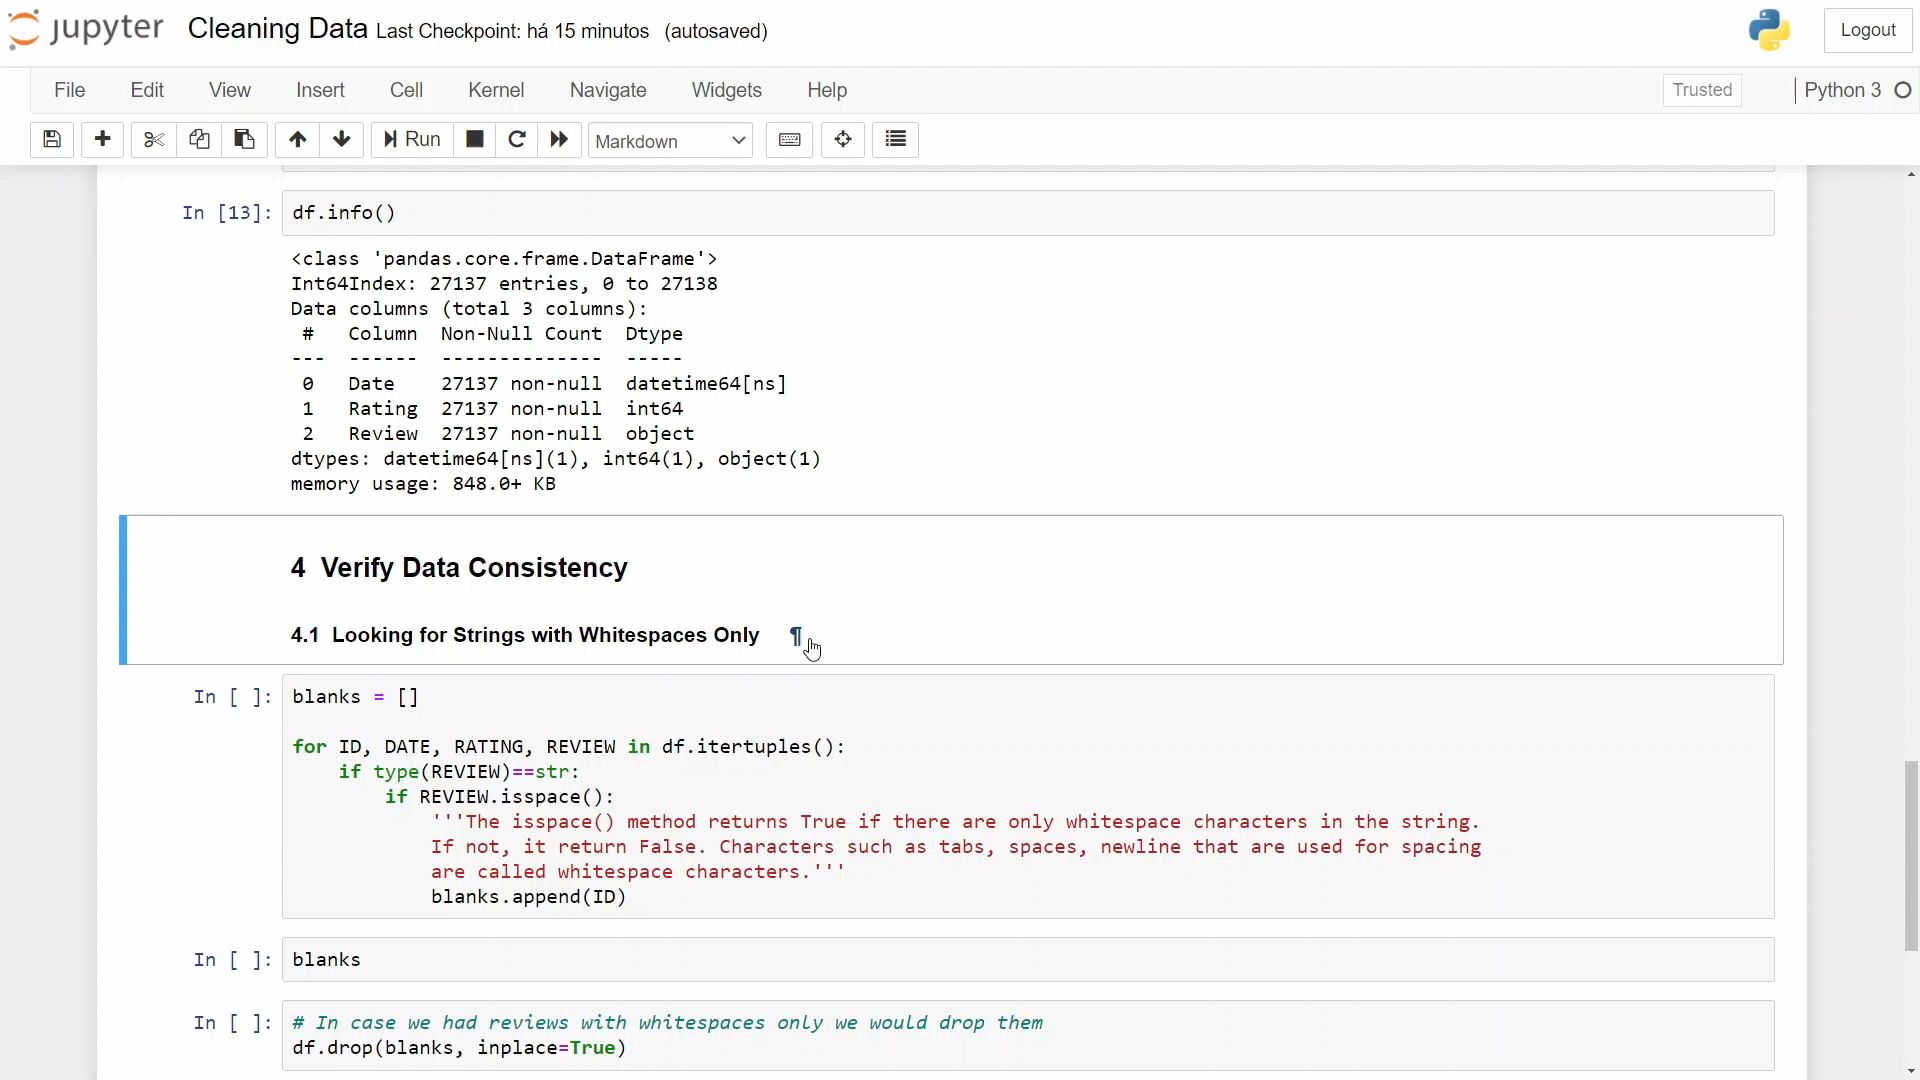 jupyter Cleaning Data Last Checkpoint: há 15 minutos (autosaved) Logout
File Edit View Insert Cell Kernel Navigate Widgets Help Trusted Python 3
Run Markdown
In [13]: df.info()
<class 'pandas.core.frame.DataFrame'>
Int64Index: 27137 entries, 0 to 27138
Data columns (total 3 columns):
 #   Column  Non-Null Count  Dtype
---  ------  --------------  -----
 0   Date    27137 non-null  datetime64[ns]
 1   Rating  27137 non-null  int64
 2   Review  27137 non-null  object
dtypes: datetime64[ns](1), int64(1), object(1)
memory usage: 848.0+ KB
4 Verify Data Consistency
4.1 Looking for Strings with Whitespaces Only ¶
In [ ]: blanks = []
for ID, DATE, RATING, REVIEW in df.itertuples():
    if type(REVIEW)==str:
        if REVIEW.isspace():
            '''The isspace() method returns True if there are only whitespace characters in the string.
            If not, it return False. Characters such as tabs, spaces, newline that are used for spacing
            are called whitespace characters.'''
            blanks.append(ID)
In [ ]: blanks
In [ ]: # In case we had reviews with whitespaces only we would drop them
df.drop(blanks, inplace=True)